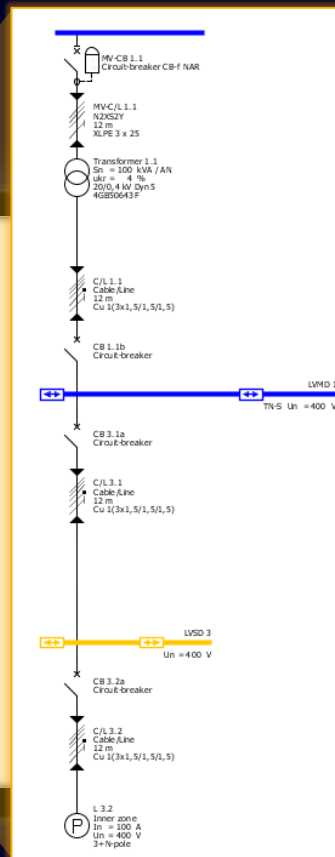 MV-CB 1.1
Circuit-breaker CB-f NAR
MV-C/L 1.1
N2XS2Y
12 m
XLPE 3 x 25
Transformer 1.1
Sn = 100 kVA / AN
ukr = 4 %
20/0,4 kV Dyn5
4GB50643F
C/L 1.1
Cable/Line
12 m
Cu 1(3x1,5/1,5/1,5)
CB 1.1b
Circuit-breaker
LVMD 1
TN-S Un = 400 V
CB 3.1a
Circuit-breaker
C/L 3.1
Cable/Line
12 m
Cu 1(3x1,5/1,5/1,5)
LVSD 3
Un = 400 V
CB 3.2a
Circuit-breaker
C/L 3.2
Cable/Line
12 m
Cu 1(3x1,5/1,5/1,5)
L 3.2
Inner zone
In = 100 A
Un = 400 V
3+N-pole
P